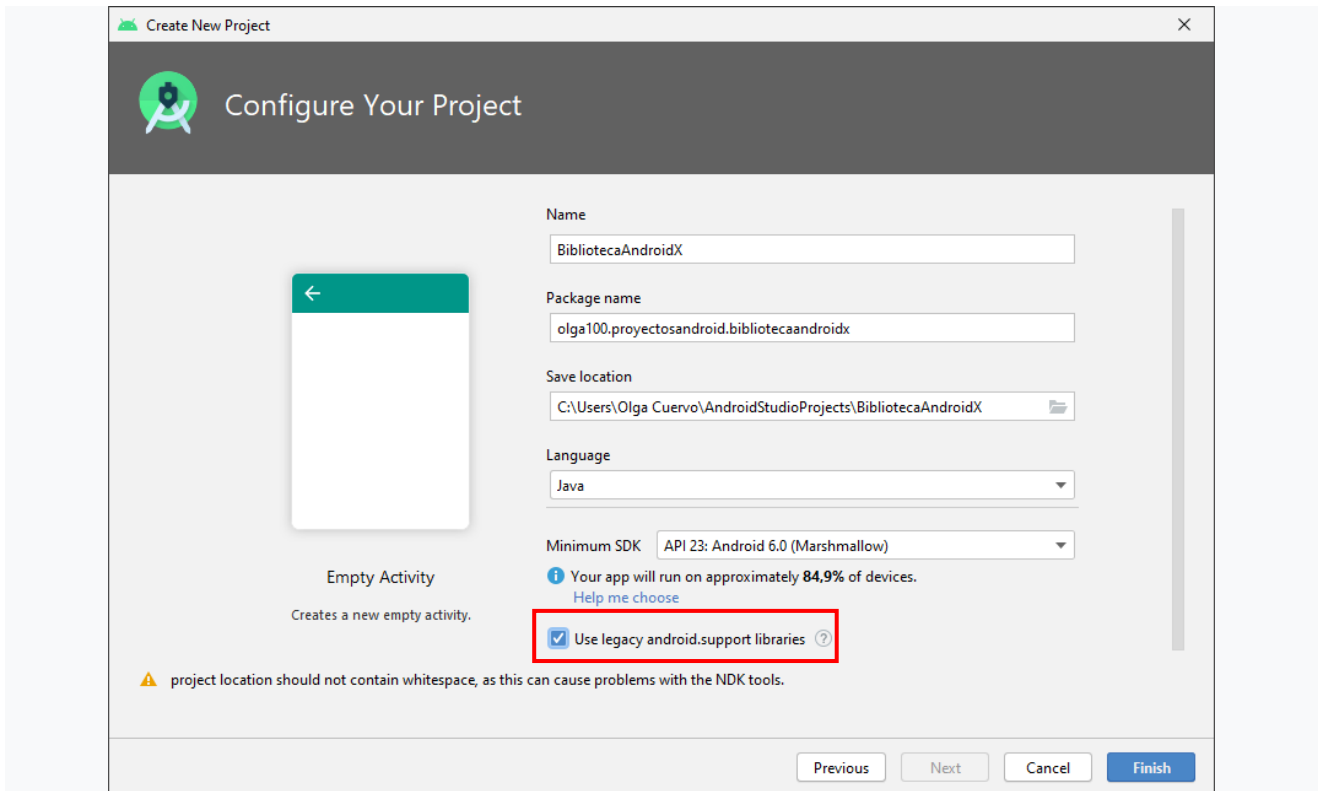 Create New Project
Configure Your Project
Name
BibliotecaAndroidX
Package name
olga100.proyectosandroid.bibliotecaandroidx
Save location
C:\Users\Olga Cuervo\AndroidStudioProjects\BibliotecaAndroidX
Language
Java
Minimum SDK API 23: Android 6.0 (Marshmallow)
Your app will run on approximately 84,9% of devices.
Help me choose
Use legacy android.support libraries ?
Empty Activity
Creates a new empty activity.
project location should not contain whitespace, as this can cause problems with the NDK tools.
Previous Next Cancel Finish